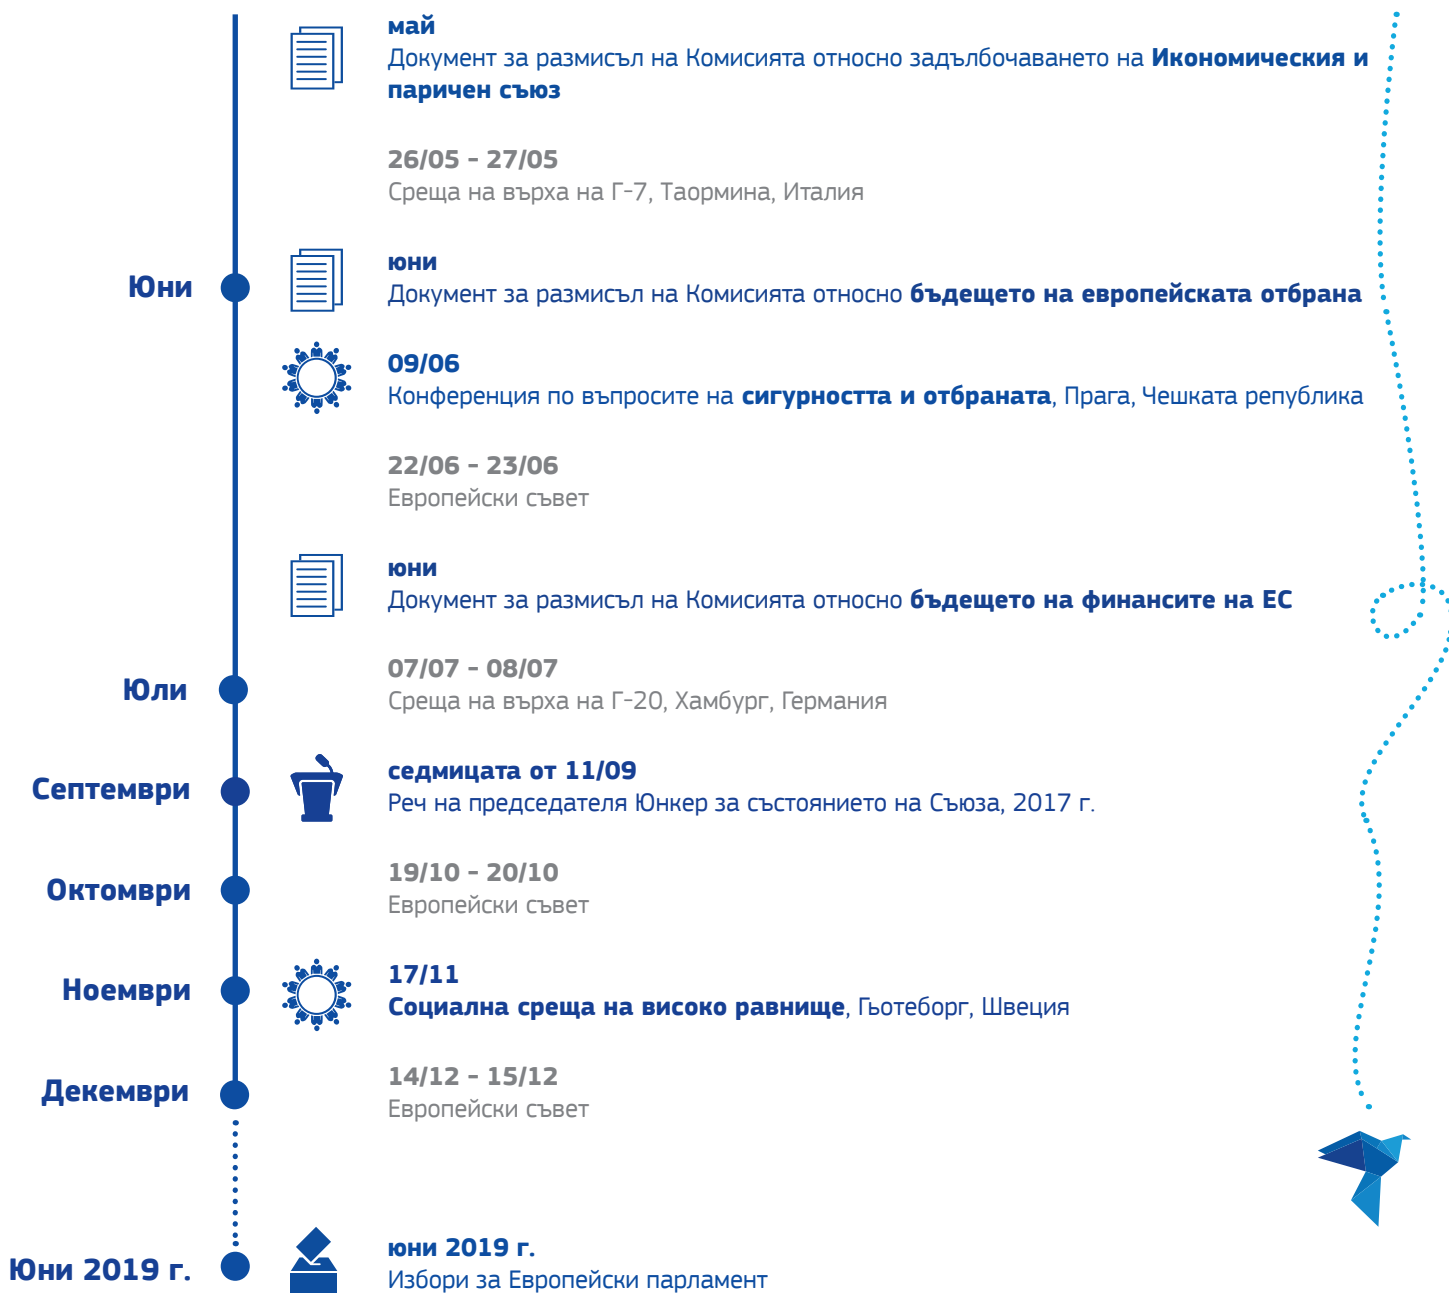 май
Документ за размисъл на Комисията относно задълбочаването на Икономическия и
паричен съюз
26/05 - 27/05
Среща на върха на Г-7, Таормина, Италия
Юни
юни
Документ за размисъл на Комисията относно бъдещето на европейската отбрана
09/06
Конференция по въпросите на сигурността и отбраната, Прага, Чешката република
22/06 - 23/06
Европейски съвет
юни
Документ за размисъл на Комисията относно бъдещето на финансите на ЕС
Юли
07/07 - 08/07
Среща на върха на Г-20, Хамбург, Германия
Септември
седмицата от 11/09
Реч на председателя Юнкер за състоянието на Съюза, 2017 г.
Октомври
19/10 - 20/10
Европейски съвет
Ноември
17/11
Социална среща на високо равнище, Гьотеборг, Швеция
Декември
14/12 - 15/12
Европейски съвет
Юни 2019 г.
юни 2019 г.
Избори за Европейски парламент